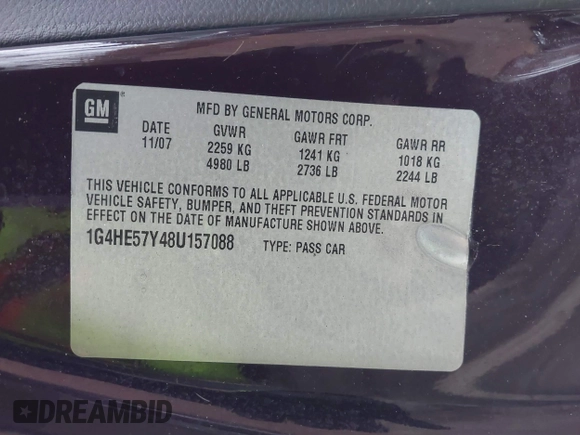 GM
MFD BY GENERAL MOTORS CORP.
DATE GVWR GAWR FRT GAWR RR
11/07 2259 KG 1241 KG 1018 KG
4980 LB 2736 LB 2244 LB
THIS VEHICLE CONFORMS TO ALL APPLICABLE U.S. FEDERAL MOTOR
VEHICLE SAFETY, BUMPER, AND THEFT PREVENTION STANDARDS IN
EFFECT ON THE DATE OF MANUFACTURE SHOWN ABOVE.
1G4HE57Y48U157088 TYPE: PASS CAR
DREAMBID